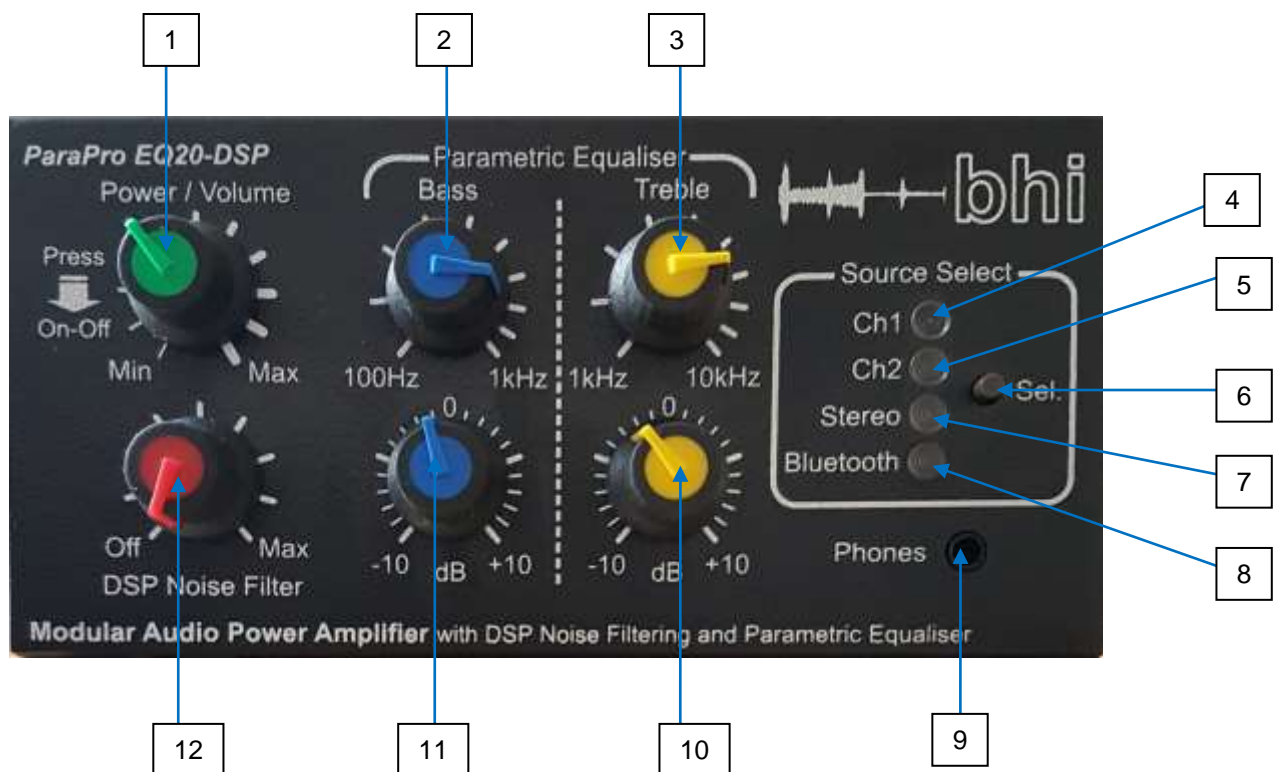 1 2 3
ParaPro EQ20-DSP
Power / Volume
Press
On-Off
Min Max
Parametric Equaliser
Bass Treble
100Hz 1kHz 1kHz 10kHz
bhi
Source Select
Ch1
Ch2
Stereo
Bluetooth
Sel.
4
5
6
7
8
Off Max
DSP Noise Filter
0 0
-10 dB +10 -10 dB +10
Phones
Modular Audio Power Amplifier with DSP Noise Filtering and Parametric Equaliser
12 11 10 9